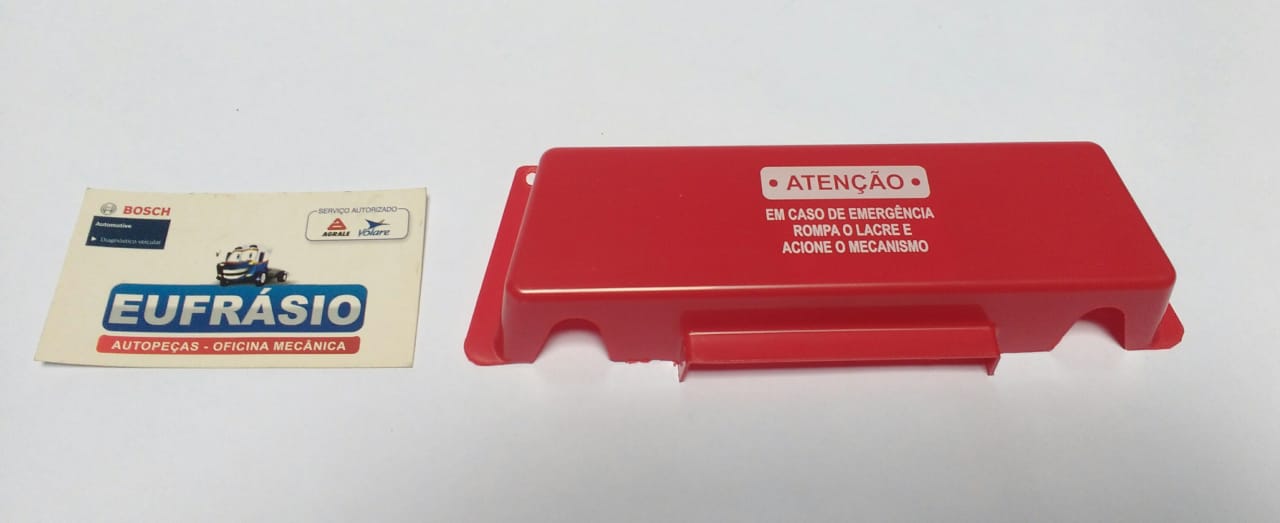 BOSCH
Automotive
Diagnóstico veicular
SERVIÇO AUTORIZADO
AGRALE
Volare
EUFRÁSIO
AUTOPEÇAS - OFICINA MECÂNICA
• ATENÇÃO •
EM CASO DE EMERGÊNCIA
ROMPA O LACRE E
ACIONE O MECANISMO